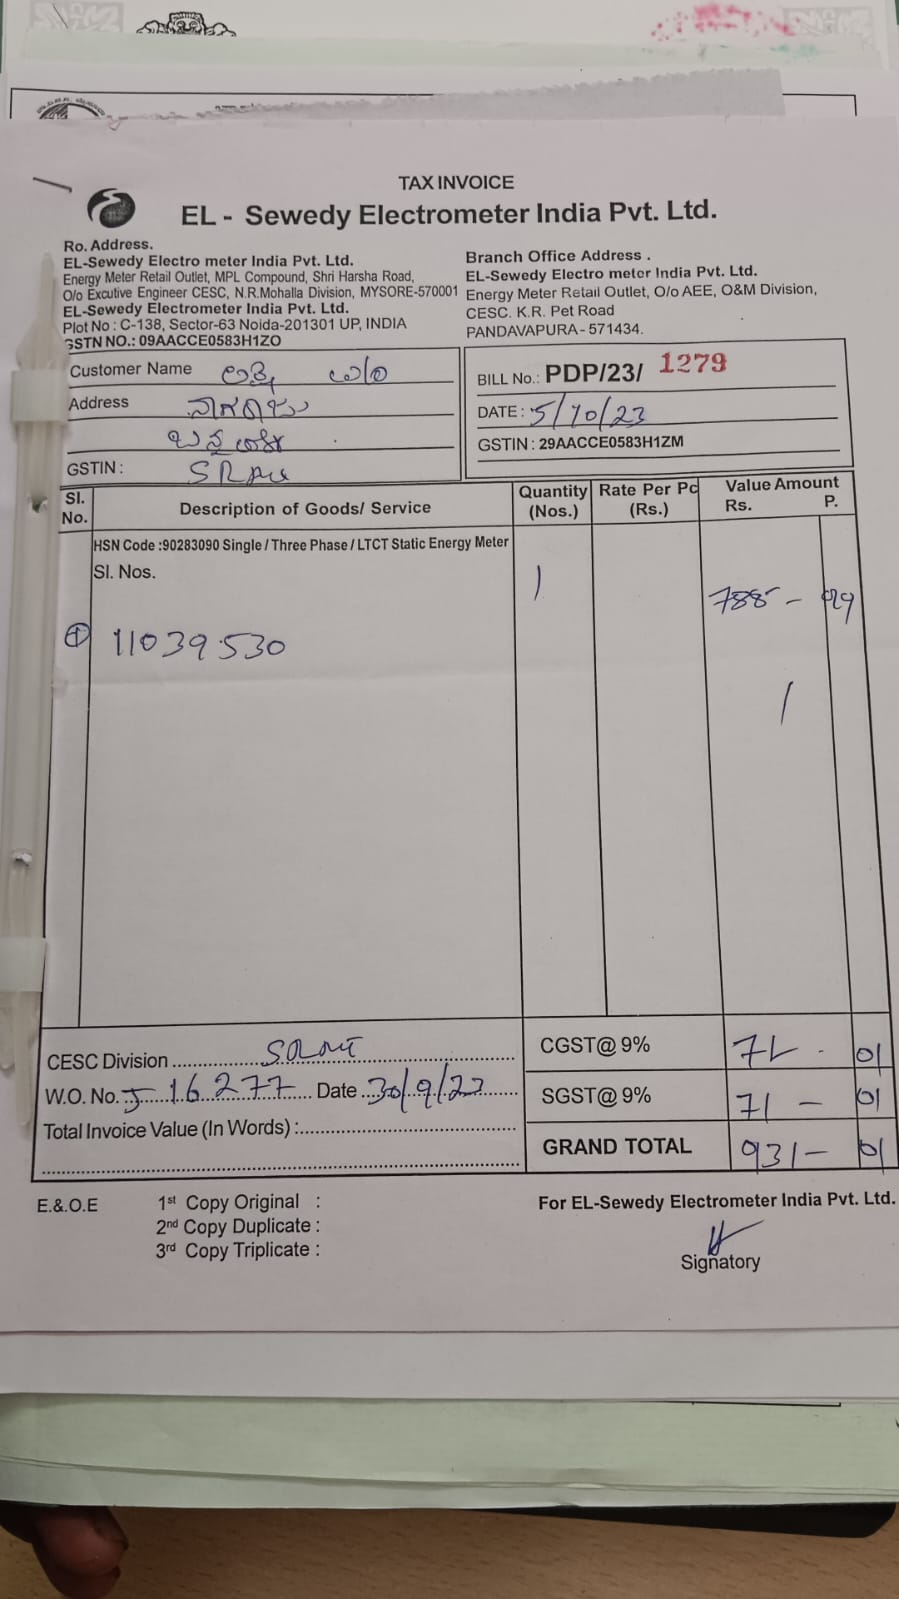 TAX INVOICE
EL - Sewedy Electrometer India Pvt. Ltd.
Ro. Address.
EL-Sewedy Electro meter India Pvt. Ltd.
Energy Meter Retail Outlet, MPL Compound, Shri Harsha Road,
O/o Excutive Engineer CESC, N.R.Mohalla Division, MYSORE-570001
EL-Sewedy Electrometer India Pvt. Ltd.
Plot No : C-138, Sector-63 Noida-201301 UP, INDIA
GSTN NO.: 09AACCE0583H1ZO
Branch Office Address .
EL-Sewedy Electro meter India Pvt. Ltd.
Energy Meter Retail Outlet, O/o AEE, O&M Division,
CESC. K.R. Pet Road
PANDAVAPURA - 571434.
Customer Name
Address
GSTIN :
BILL No.: PDP/23/ 1279
DATE : 5/10/23
GSTIN : 29AACCE0583H1ZM
Sl. No. Description of Goods/ Service Quantity (Nos.) Rate Per Pc (Rs.) Value Amount Rs. P.
HSN Code :90283090 Single / Three Phase / LTCT Static Energy Meter
Sl. Nos. 1
11039530
CESC Division CGST@ 9% 01
W.O. No. 516277 Date 30/9/23 SGST@ 9% 71 - 01
Total Invoice Value (In Words) : GRAND TOTAL 931 - 01
E.&.O.E 1st Copy Original :
2nd Copy Duplicate :
3rd Copy Triplicate :
For EL-Sewedy Electrometer India Pvt. Ltd.
Signatory